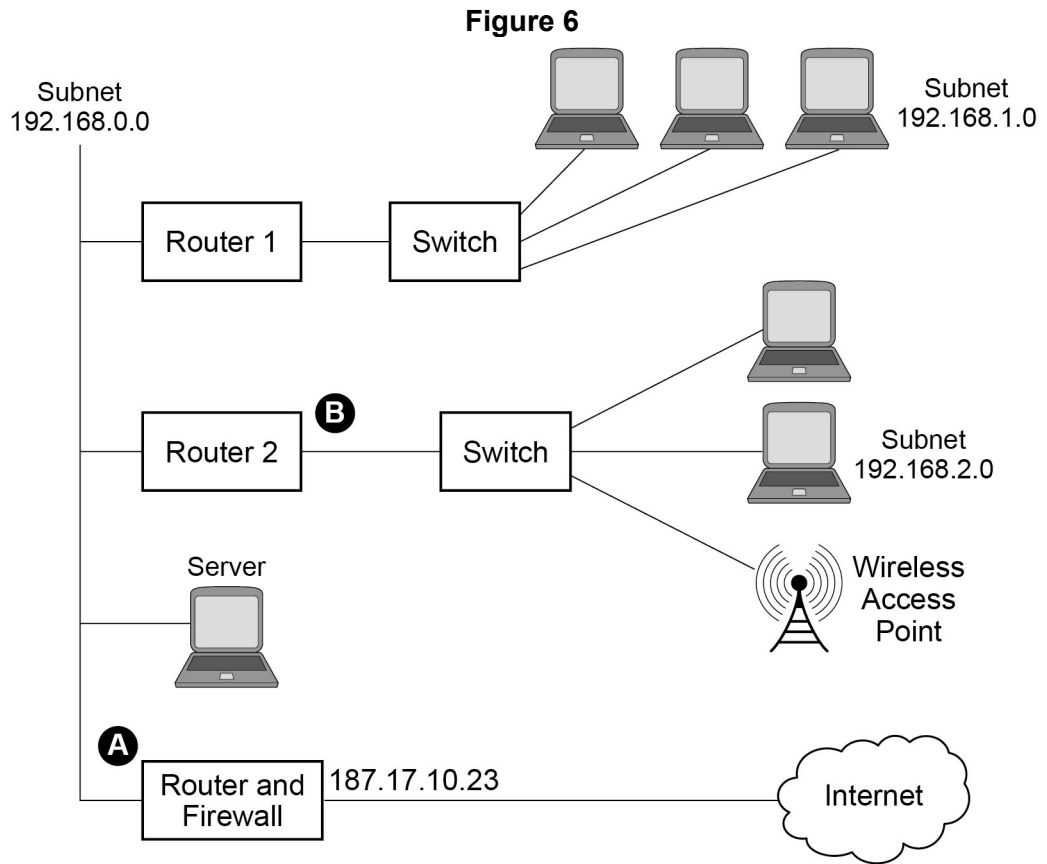 Figure 6
Subnet
192.168.0.0
Subnet
192.168.1.0
Router 1
Switch
B
Router 2
Switch
Subnet
192.168.2.0
Server
Wireless
Access
Point
A
Router and
Firewall
187.17.10.23
Internet